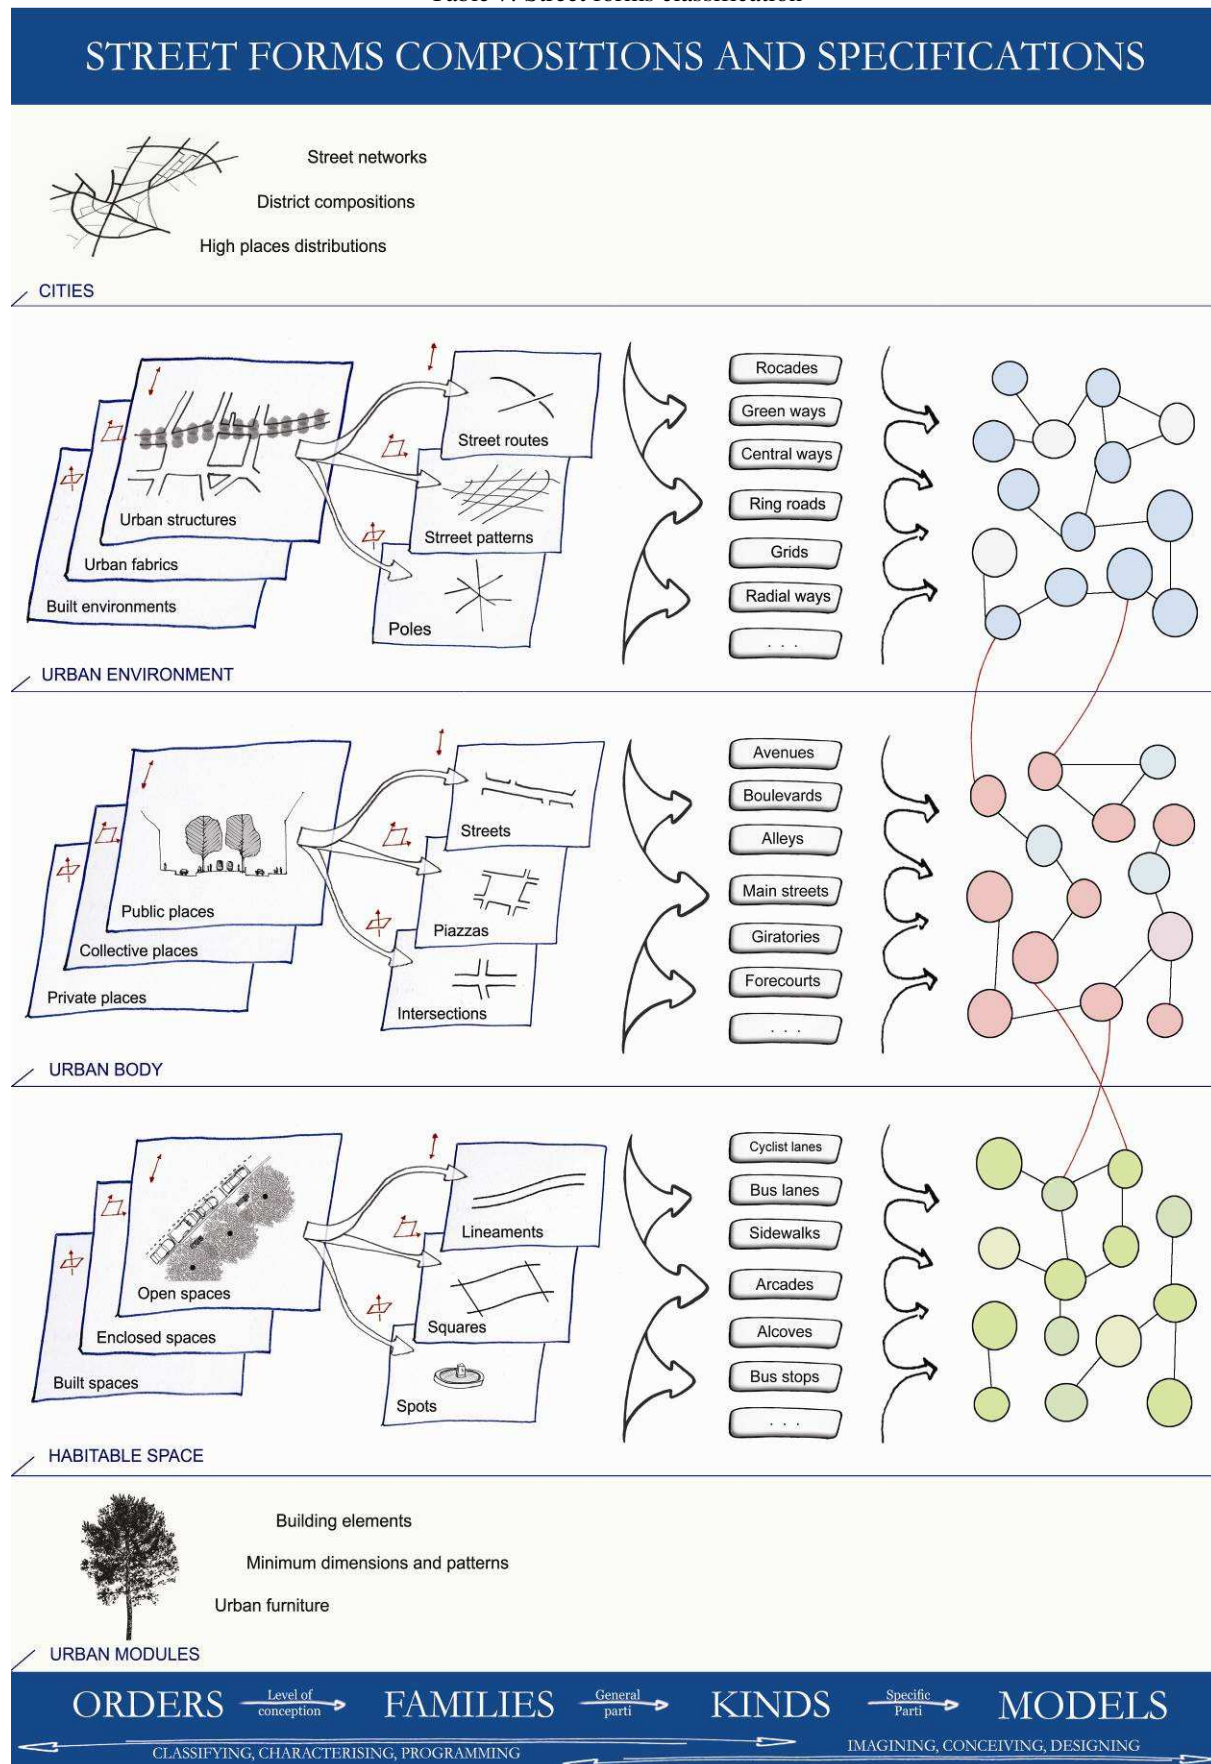 Table 7: Street forms classification
STREET FORMS COMPOSITIONS AND SPECIFICATIONS
Street networks
District compositions
High places distributions
CITIES
Urban structures
Urban fabrics
Built environments
Street routes
Strreet patterns
Poles
Rocades
Green ways
Central ways
Ring roads
Grids
Radial ways
. . .
URBAN ENVIRONMENT
Public places
Collective places
Private places
Streets
Piazzas
Intersections
Avenues
Boulevards
Alleys
Main streets
Giratories
Forecourts
. . .
URBAN BODY
Open spaces
Enclosed spaces
Built spaces
Lineaments
Squares
Spots
Cyclist lanes
Bus lanes
Sidewalks
Arcades
Alcoves
Bus stops
. . .
HABITABLE SPACE
Building elements
Minimum dimensions and patterns
Urban furniture
URBAN MODULES
ORDERS
Level of
conception
FAMILIES
General
parti
KINDS
Specific
Parti
MODELS
CLASSIFYING, CHARACTERISING, PROGRAMMING
IMAGINING, CONCEIVING, DESIGNING